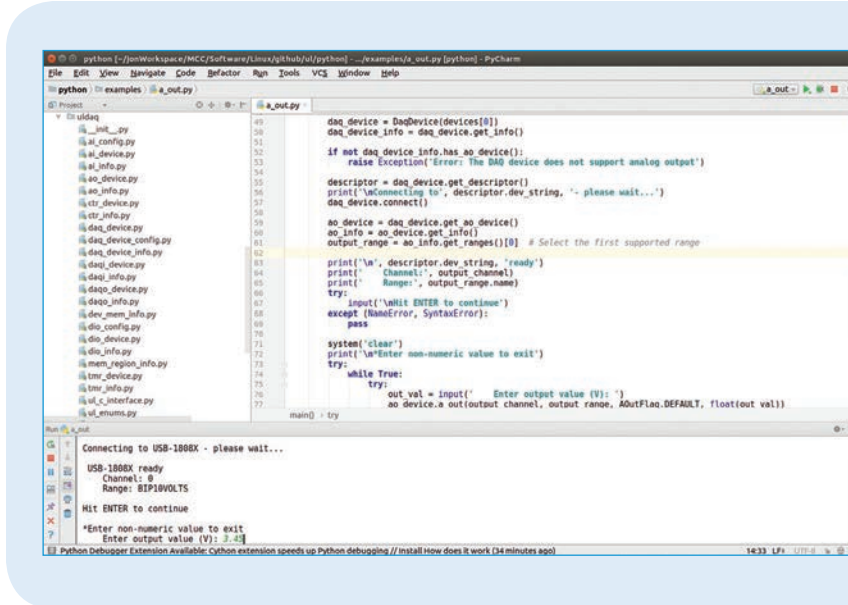 python [~/jonWorkspace/MCC/Software/Linux/github/ul/python] - .../examples/a_out.py [python] - PyCharm
File Edit View Navigate Code Refactor Run Tools VCS Window Help
python examples a_out.py
a_out
Project
a_out.py
uldaq
__init__.py
ai_config.py
ai_device.py
ai_info.py
ao_device.py
ao_info.py
ctr_device.py
ctr_info.py
daq_device.py
daq_device_config.py
daq_device_info.py
daqi_device.py
daqi_info.py
daqo_device.py
daqo_info.py
dev_mem_info.py
dio_config.py
dio_device.py
dio_info.py
mem_region_info.py
tmr_device.py
tmr_info.py
ul_c_interface.py
ul_enums.py
49 daq_device = DaqDevice(devices[0])
50 daq_device_info = daq_device.get_info()
51
52 if not daq_device_info.has_ao_device():
53 raise Exception('Error: The DAQ device does not support analog output')
54
55 descriptor = daq_device.get_descriptor()
56 print('\nConnecting to', descriptor.dev_string, '- please wait...')
57 daq_device.connect()
58
59 ao_device = daq_device.get_ao_device()
60 ao_info = ao_device.get_info()
61 output_range = ao_info.get_ranges()[0] # Select the first supported range
62
63 print('\n', descriptor.dev_string, 'ready')
64 print(' Channel:', output_channel)
65 print(' Range:', output_range.name)
66 try:
67 input('\nHit ENTER to continue')
68 except (NameError, SyntaxError):
69 pass
70
71 system('clear')
72 print('\n*Enter non-numeric value to exit')
73 try:
74 while True:
75 try:
76 out_val = input(' Enter output value (V): ')
77 ao_device.a_out(output_channel, output_range, AOutFlag.DEFAULT, float(out_val))
main() › try
Run a_out
Connecting to USB-1808X - please wait...
USB-1808X ready
Channel: 0
Range: BIP10VOLTS
Hit ENTER to continue
*Enter non-numeric value to exit
Enter output value (V): 3.45
Python Debugger Extension Available: Cython extension speeds up Python debugging // Install How does it work (34 minutes ago)
14:33 LF÷ UTF-8